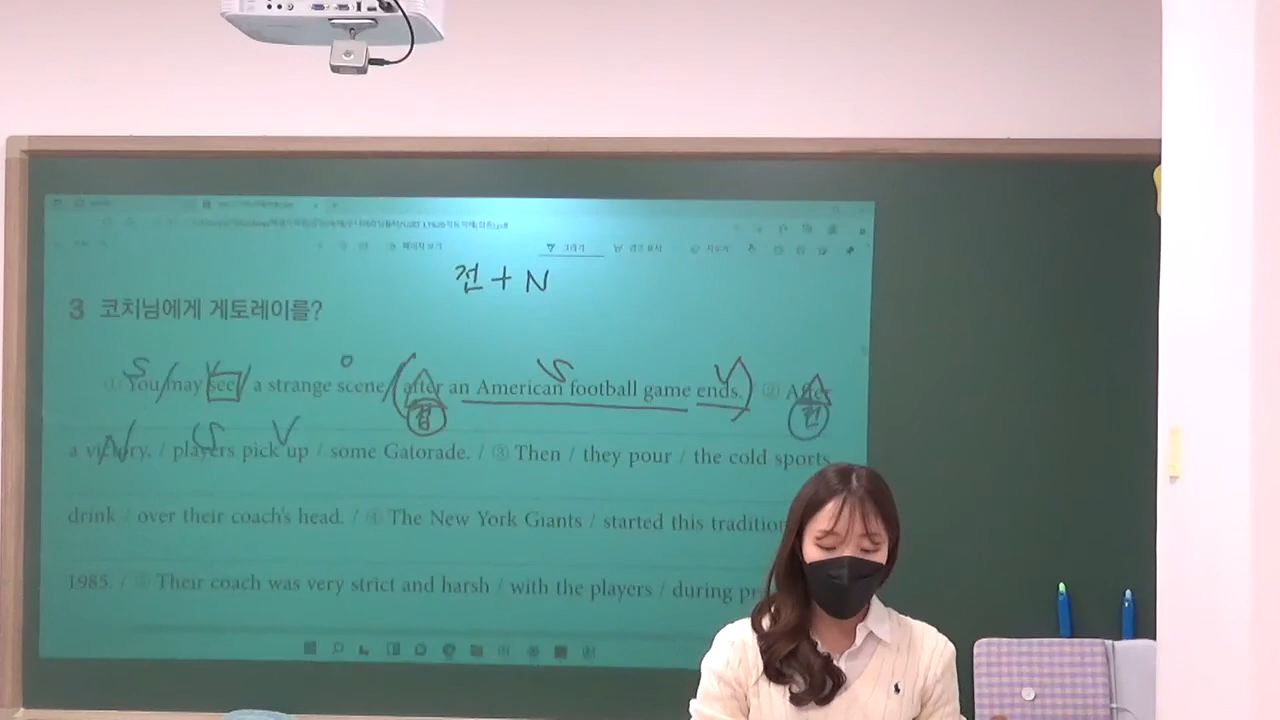 전 + N
3 코치님에게 게토레이를?
S V O S V
① You / may see / a strange scene / (after an American football game ends.) ② After
접 전
N S V
a victory, / players pick up / some Gatorade. / ③ Then / they pour / the cold sports
drink / over their coach's head. / ④ The New York Giants / started this tradition
1985. / ⑤ Their coach was very strict and harsh / with the players / during